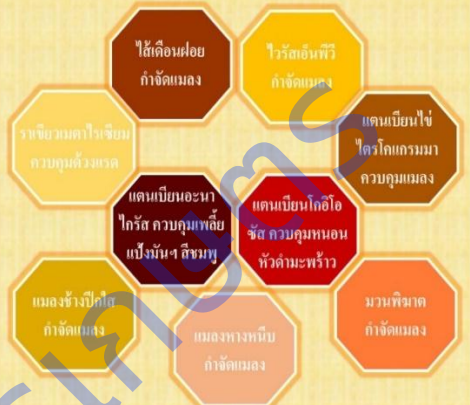 ไส้เดือนฝอย
กำจัดแมลง
ไวรัสเอ็นพีวี
กำจัดแมลง
ราเขียวเมตาไรเซียม
ควบคุมด้วงแรด
แตนเบียนไข่
ไตรโคแกรมมา
ควบคุมแมลง
แตนเบียนอะนา
ไกรัส ควบคุมเพลี้ย
แป้งมันฯ สีชมพู
แตนเบียนโกนิโอ
ซัส ควบคุมหนอน
หัวดำมะพร้าว
แมลงช้างปีกใส
กำจัดแมลง
แมลงหางหนีบ
กำจัดแมลง
มวนพิฆาต
กำจัดแมลง